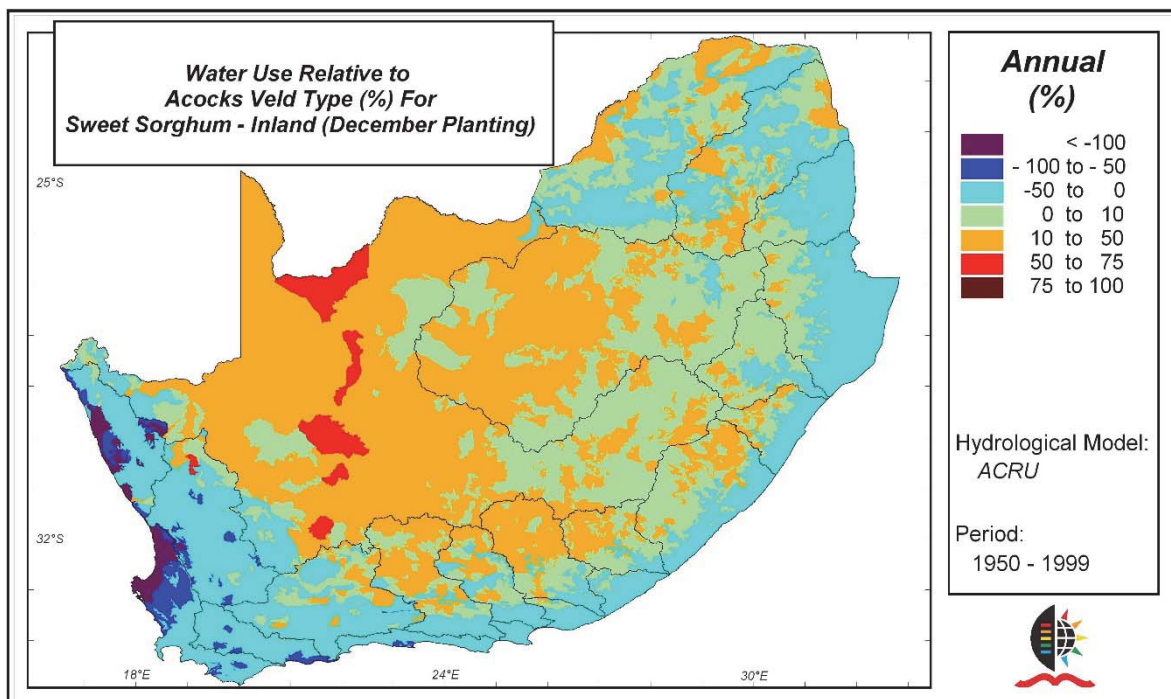 Water Use Relative to
Acocks Veld Type (%) For
Sweet Sorghum - Inland (December Planting)
25°S
32°S
18°E
24°E
30°E
Annual
(%)
< -100
- 100 to - 50
-50 to 0
0 to 10
10 to 50
50 to 75
75 to 100
Hydrological Model:
ACRU
Period:
1950 - 1999